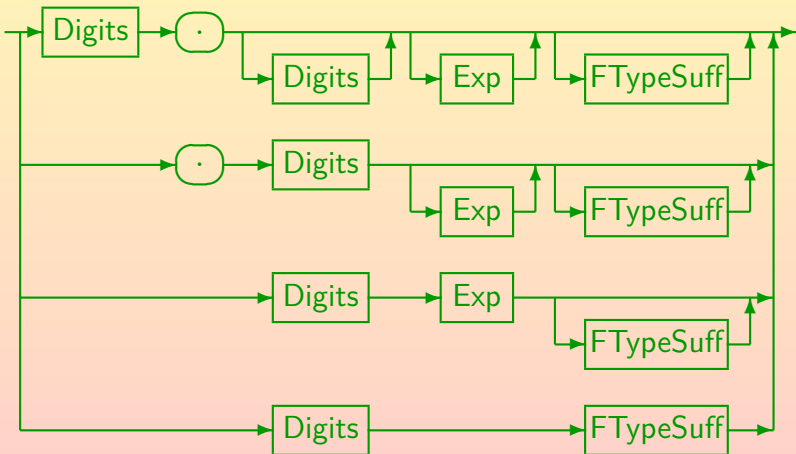 Digits .
Digits Exp FTypeSuff
. Digits
Exp FTypeSuff
Digits Exp
FTypeSuff
Digits FTypeSuff